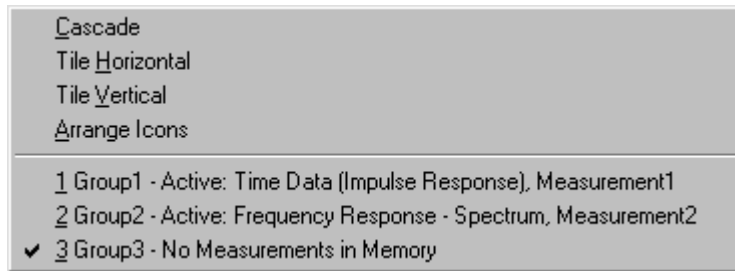 Cascade
Tile Horizontal
Tile Vertical
Arrange Icons
1 Group1 - Active: Time Data (Impulse Response), Measurement1
2 Group2 - Active: Frequency Response - Spectrum, Measurement2
✔ 3 Group3 - No Measurements in Memory